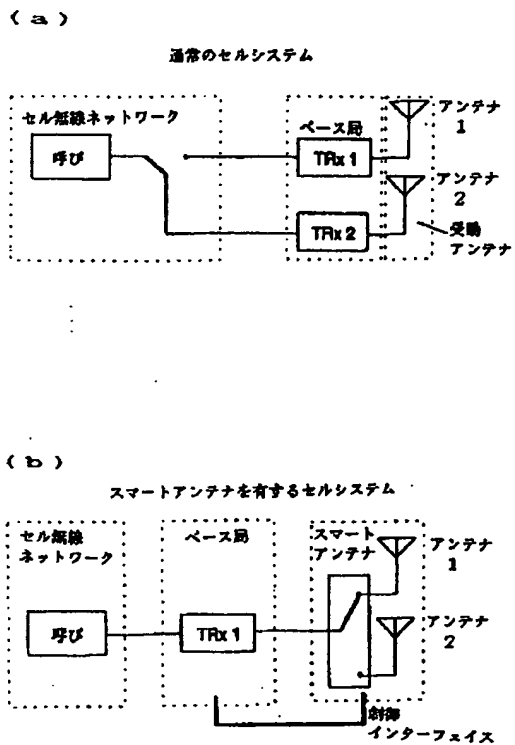 (a)
通常のセルシステム
セル無線ネットワーク
呼び
ベース局
TRx 1
TRx 2
アンテナ
1
アンテナ
2
受動
アンテナ
(b)
スマートアンテナを有するセルシステム
セル無線
ネットワーク
呼び
ベース局
TRx 1
スマート
アンテナ
アンテナ
1
アンテナ
2
制御
インターフェイス